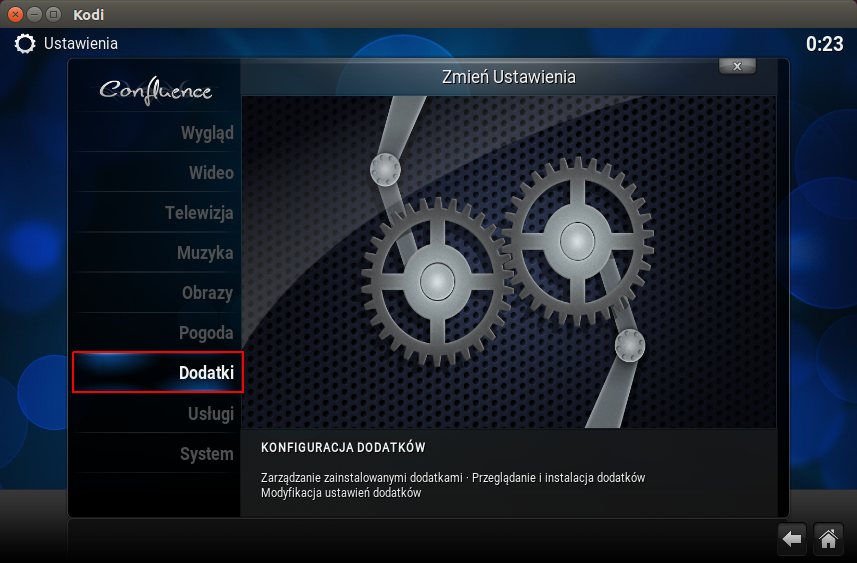 Kodi
Ustawienia
0:23
Confluence
Zmień Ustawienia
x
Wygląd
Wideo
Telewizja
Muzyka
Obrazy
Pogoda
Dodatki
Usługi
System
KONFIGURACJA DODATKÓW
Zarządzanie zainstalowanymi dodatkami · Przeglądanie i instalacja dodatków
Modyfikacja ustawień dodatków